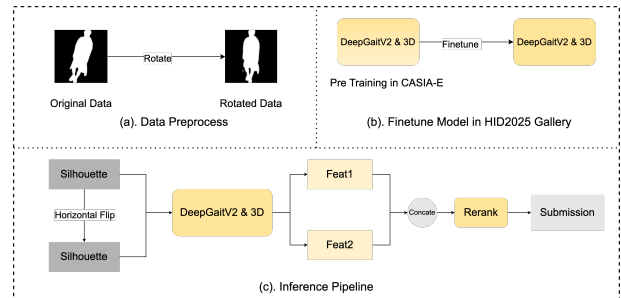 Rotate
Original Data
Rotated Data
(a). Data Preprocess
DeepGaitV2 & 3D
Finetune
DeepGaitV2 & 3D
Pre Training in CASIA-E
(b). Finetune Model in HID2025 Gallery
Silhouette
Horizontal Flip
Silhouette
DeepGaitV2 & 3D
Feat1
Feat2
Concate
Rerank
Submission
(c). Inference Pipeline